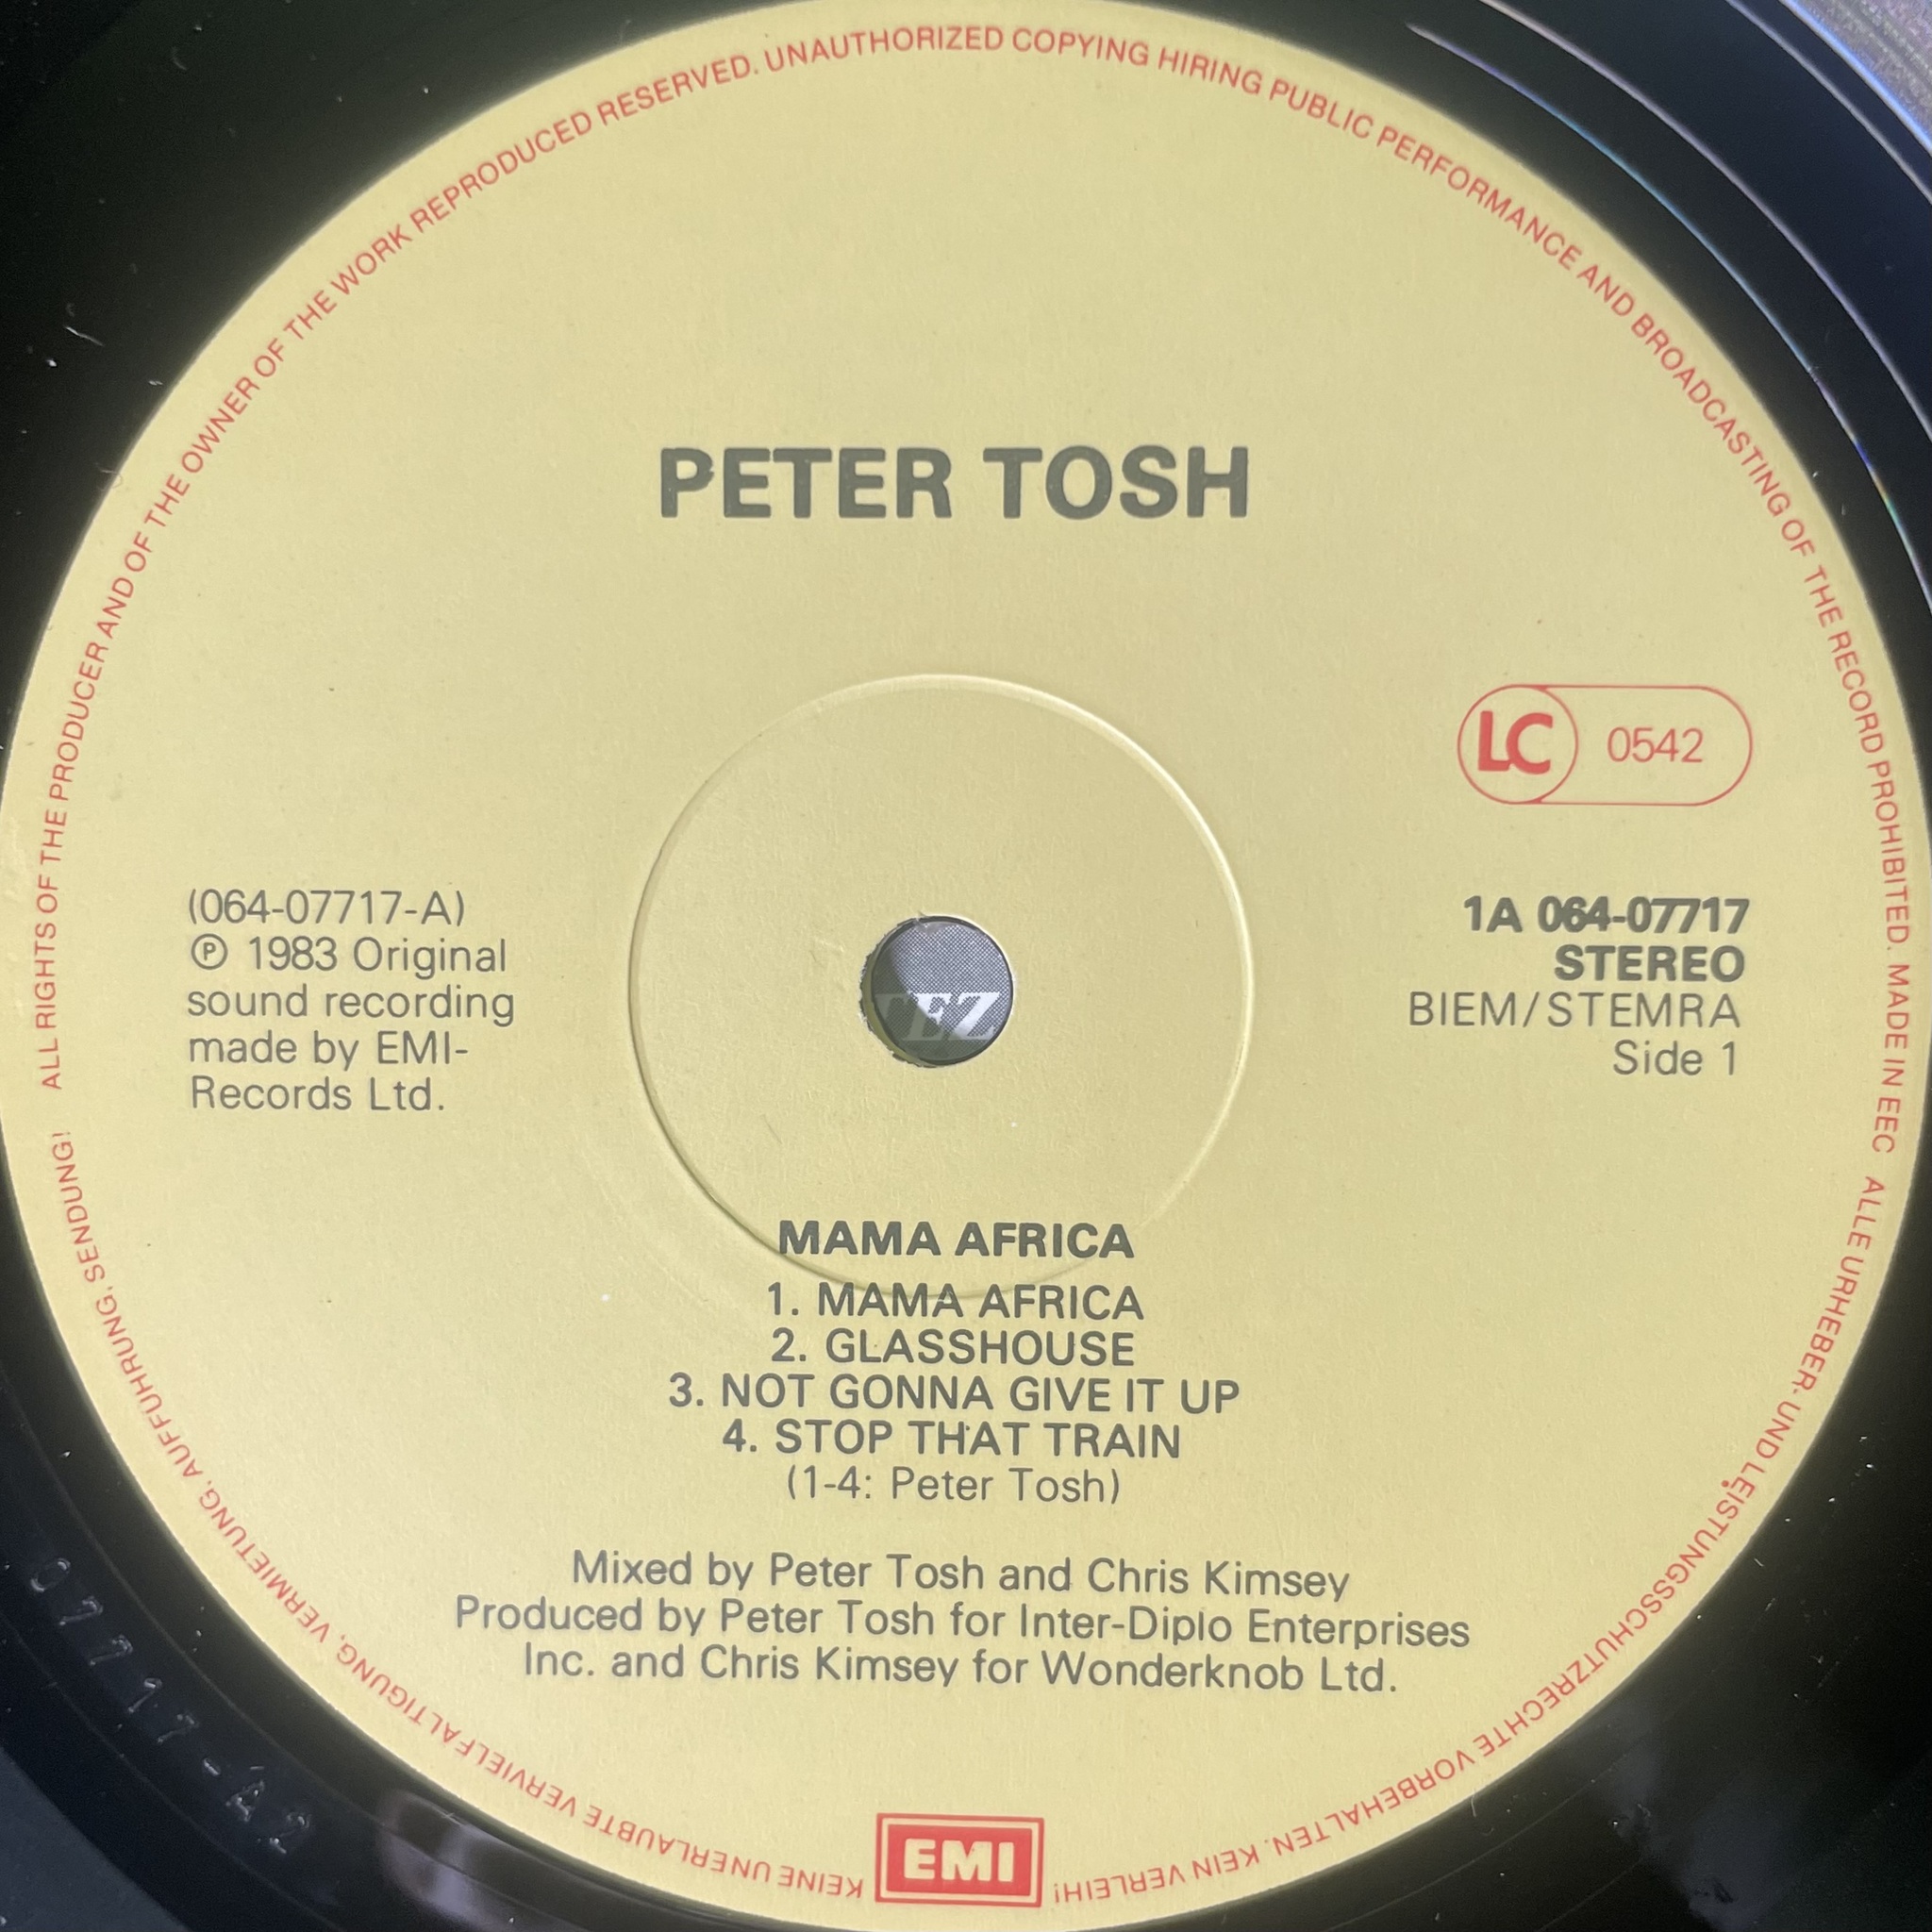 ALL RIGHTS OF THE PRODUCER AND OF THE OWNER OF THE WORK REPRODUCED RESERVED. UNAUTHORIZED COPYING HIRING PUBLIC PERFORMANCE AND BROADCASTING OF THE RECORD PROHIBITED. MADE IN EEC
PETER TOSH
LC 0542
(064-07717-A)
℗ 1983 Original
sound recording
made by EMI-
Records Ltd.
1A 064-07717
STEREO
BIEM/STEMRA
Side 1
TEZ
MAMA AFRICA
1. MAMA AFRICA
2. GLASSHOUSE
3. NOT GONNA GIVE IT UP
4. STOP THAT TRAIN
(1-4: Peter Tosh)
Mixed by Peter Tosh and Chris Kimsey
Produced by Peter Tosh for Inter-Diplo Enterprises
Inc. and Chris Kimsey for Wonderknob Ltd.
ALLE URHEBER- UND LEISTUNGSSCHUTZRECHTE VORBEHALTEN. KEIN VERLEIH!
EMI
KEINE UNERLAUBTE VERVIELFALTIGUNG, VERMIETUNG, AUFFUHRUNG, SENDUNG!
07717-A2